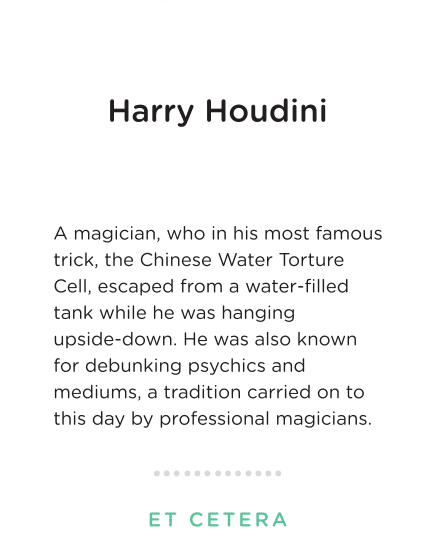 Harry Houdini
A magician, who in his most famous
trick, the Chinese Water Torture
Cell, escaped from a water-filled
tank while he was hanging
upside-down. He was also known
for debunking psychics and
mediums, a tradition carried on to
this day by professional magicians.
ET CETERA